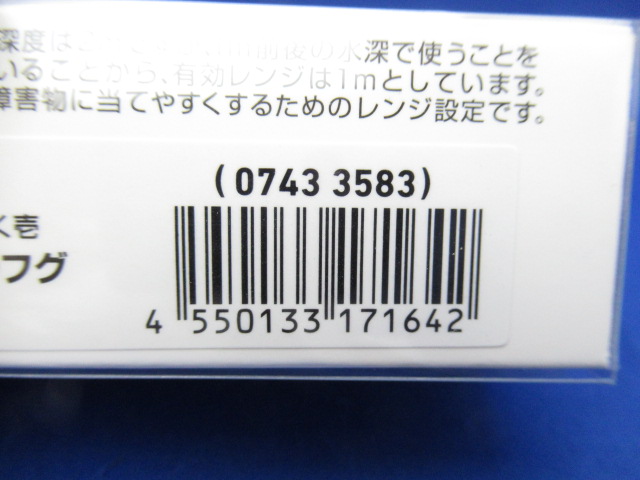 深度は 前後の水深で使うことを
いることから、有効レンジは1mとしています。
障害物に当てやすくするためのレンジ設定です。
(0743 3583)
く壱
フグ
4 550133 171642